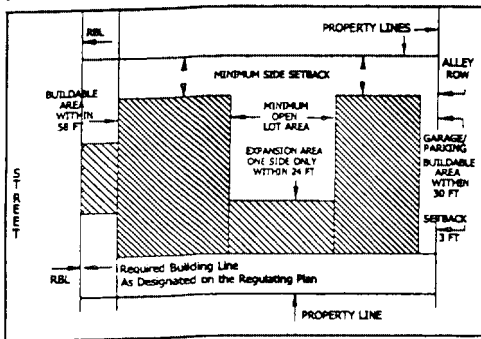 RBL
PROPERTY LINES
MINIMUM SIDE SETBACK
ALLEY
ROW
BUILDABLE
AREA
WITHIN
58 FT
MINIMUM
OPEN
LOT AREA
EXPANSION AREA
ONE SIDE ONLY
WITHIN 24 FT
GARAGE/
PARKING
BUILDABLE
AREA
WITHIN
30 FT
SETBACK
3 FT
STREET
RBL
Required Building Line
As Designated on the Regulating Plan
PROPERTY LINE